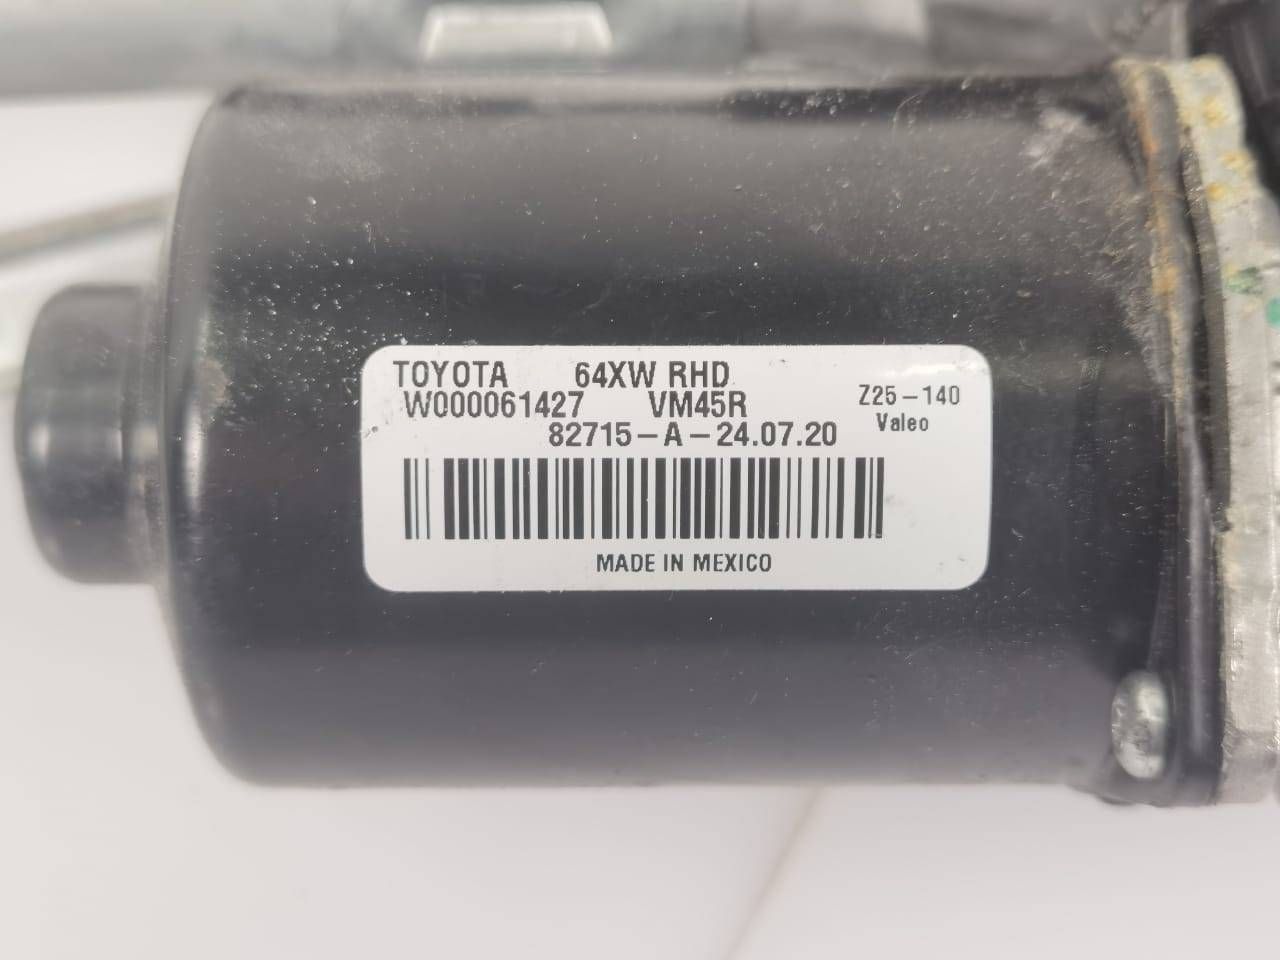 TOYOTA 64XW RHD
W000061427 VM45R Z25-140
82715-A-24.07.20 Valeo
MADE IN MEXICO